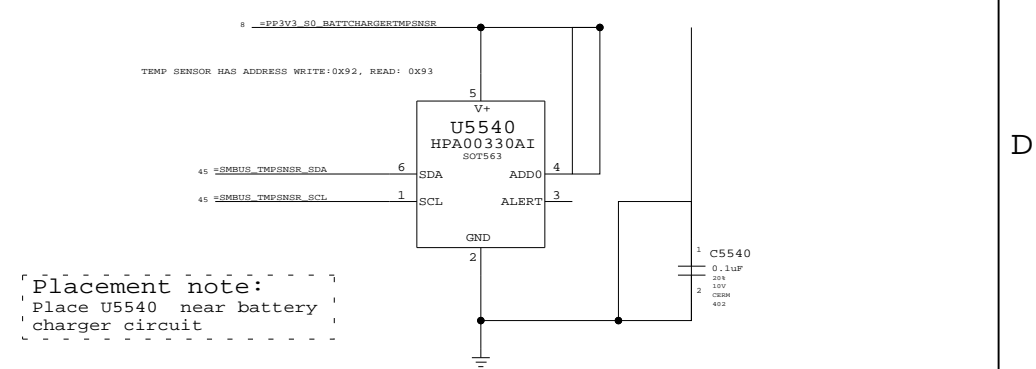 8 =PP3V3_S0_BATTCHARGERTMPSNSR
TEMP SENSOR HAS ADDRESS WRITE:0X92, READ: 0X93
5
V+
U5540
HPA00330AI
SOT563
45 =SMBUS_TMPSNSR_SDA 6 SDA ADD0 4
45 =SMBUS_TMPSNSR_SCL 1 SCL ALERT 3
GND
2
1 C5540
0.1uF
20%
10V
2 CERM
402
Placement note:
Place U5540 near battery
charger circuit
D